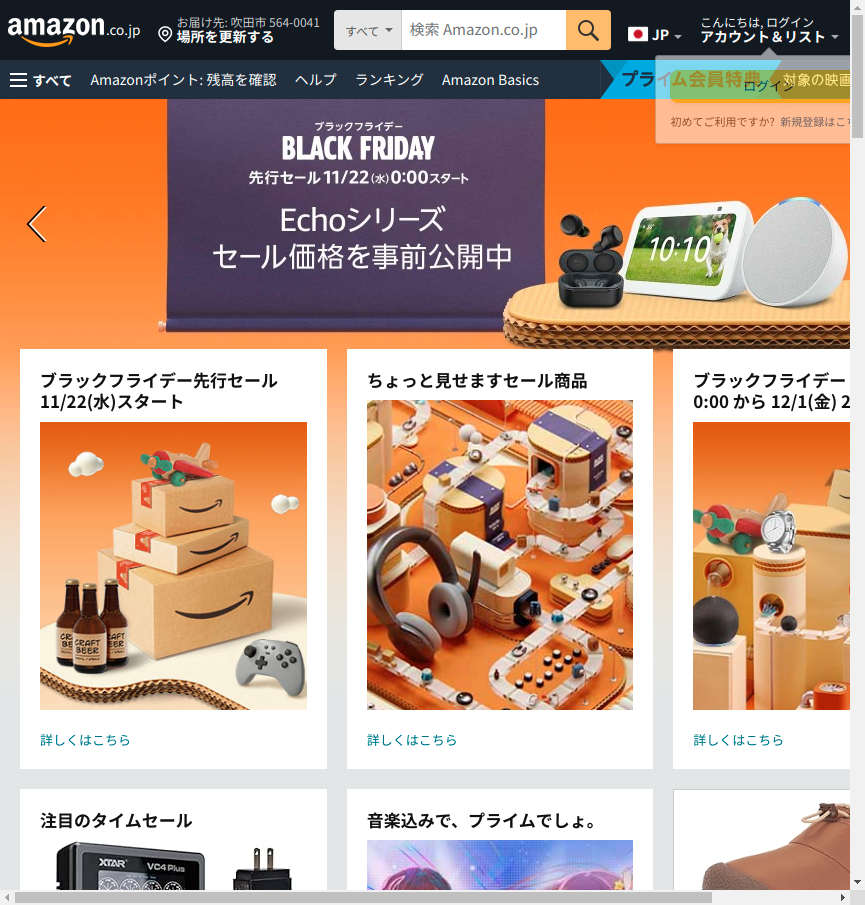 amazon.co.jp
お届け先: 吹田市 564-0041
場所を更新する
すべて
検索 Amazon.co.jp
JP
こんにちは, ログイン
アカウント＆リスト
すべて
Amazonポイント: 残高を確認
ヘルプ
ランキング
Amazon Basics
プライム会員特典
対象の映画
ログイン
初めてご利用ですか? 新規登録はこち
ブラックフライデー
BLACK FRIDAY
先行セール 11/22(水)0:00スタート
Echoシリーズ
セール価格を事前公開中
10:10
ブラックフライデー先行セール
11/22(水)スタート
CRAFT
BEER
詳しくはこちら
ちょっと見せますセール商品
詳しくはこちら
ブラックフライデー
0:00 から 12/1(金) 2
詳しくはこちら
注目のタイムセール
XTAR
VC4 Plus
音楽込みで、プライムでしょ。